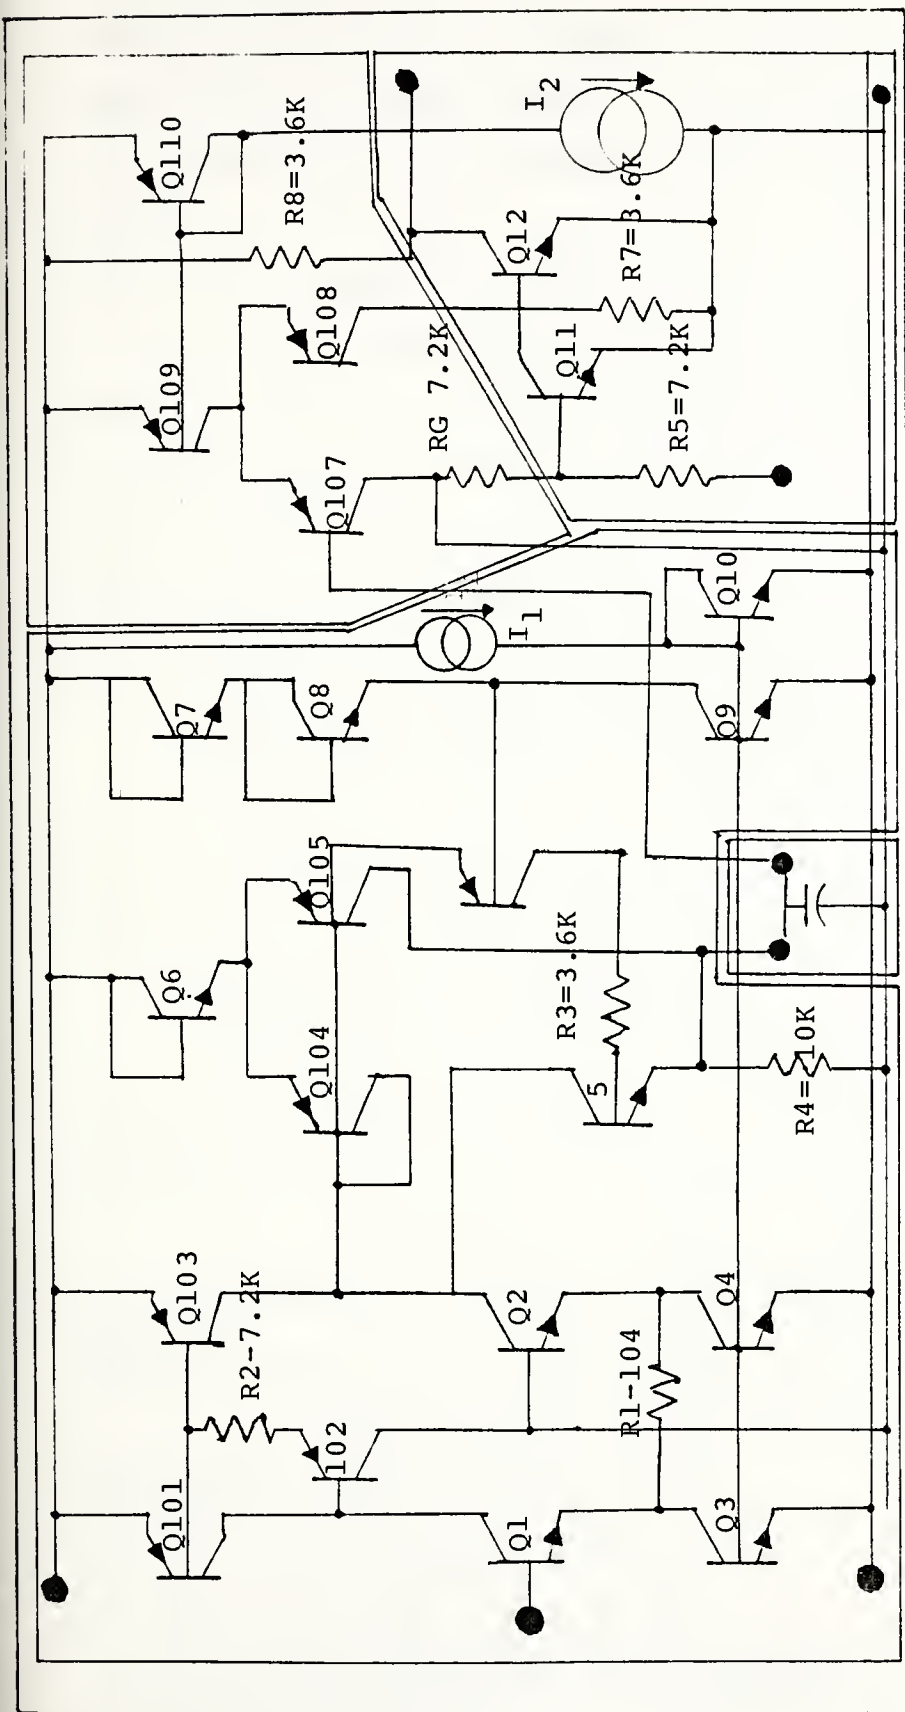 Q101
Q103
R2-7.2K
102
Q1
Q2
R1-104
Q3
Q4
Q6
Q104
Q105
5
R3=3.6K
R4=10K
Q7
Q8
I1
Q9
Q10
Q109
Q107
Q108
Q110
R8=3.6K
RG 7.2K
Q11
Q12
R5=7.2K
R7=3.6K
I2